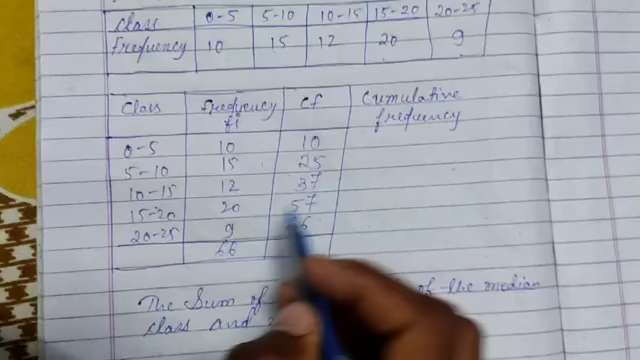 Class 0-5 5-10 10-15 15-20 20-25
frequency 10 15 12 20 9
Class Frequency fi Cf Cumulative frequency
0-5 10 10
5-10 15 25
10-15 12 37
15-20 20 57
20-25 9
66
The Sum of of the median
class and